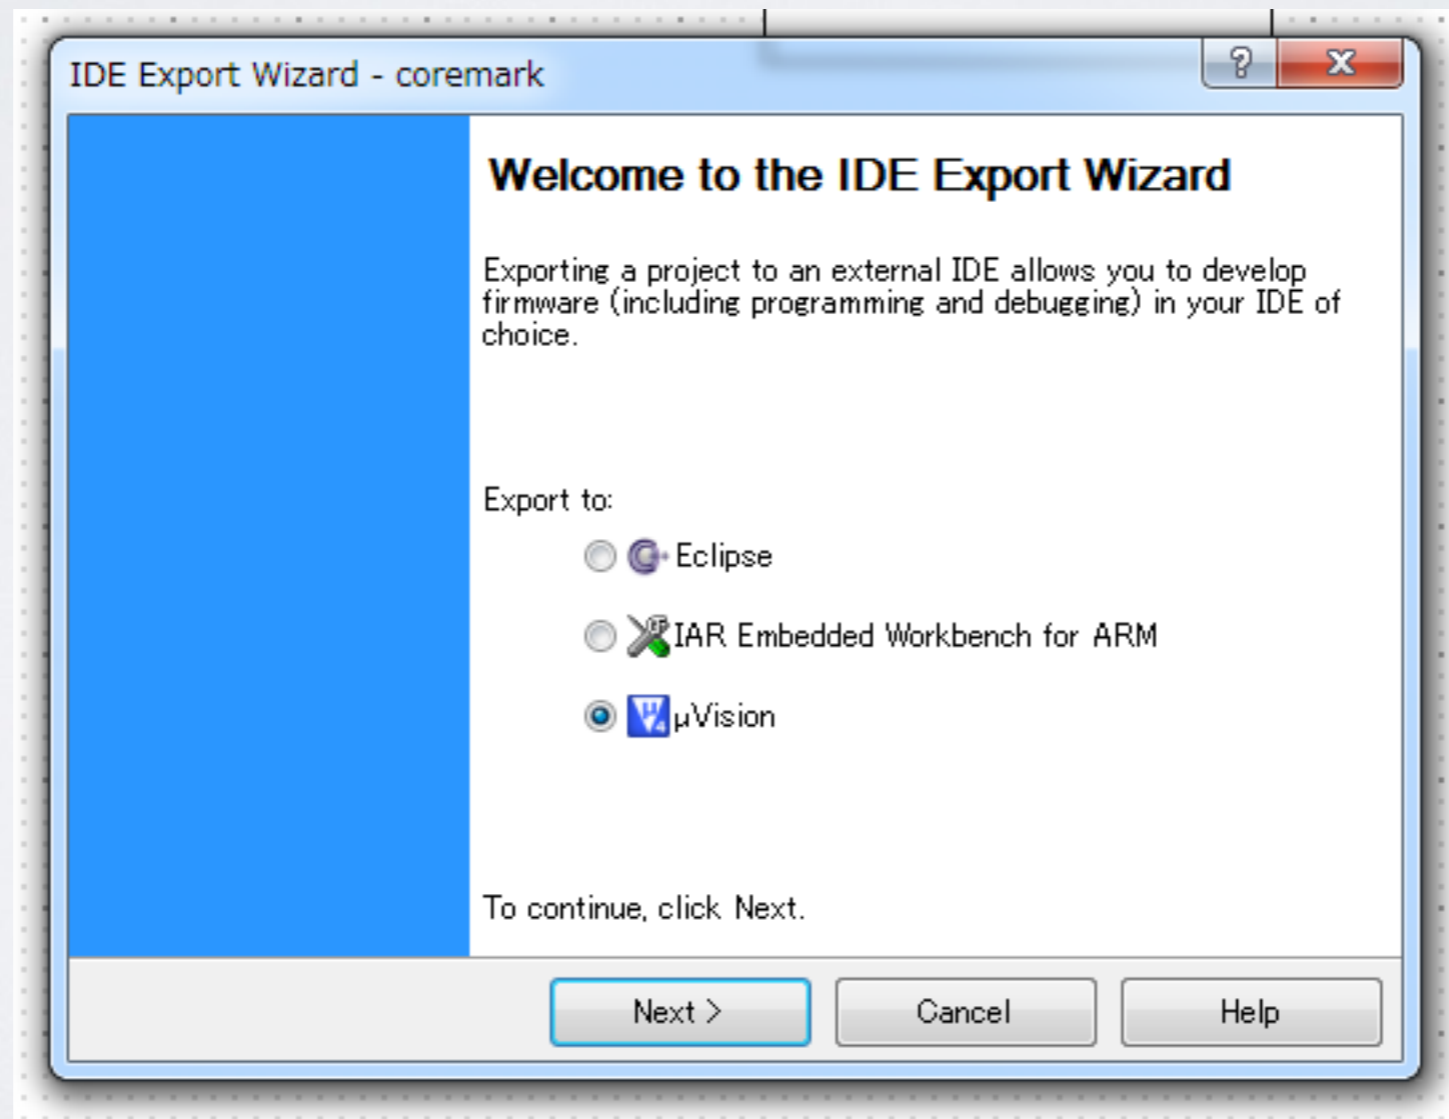 IDE Export Wizard - coremark
?
X
Welcome to the IDE Export Wizard
Exporting a project to an external IDE allows you to develop
firmware (including programming and debugging) in your IDE of
choice.
Export to:
Eclipse
IAR Embedded Workbench for ARM
µVision
To continue, click Next.
Next >
Cancel
Help